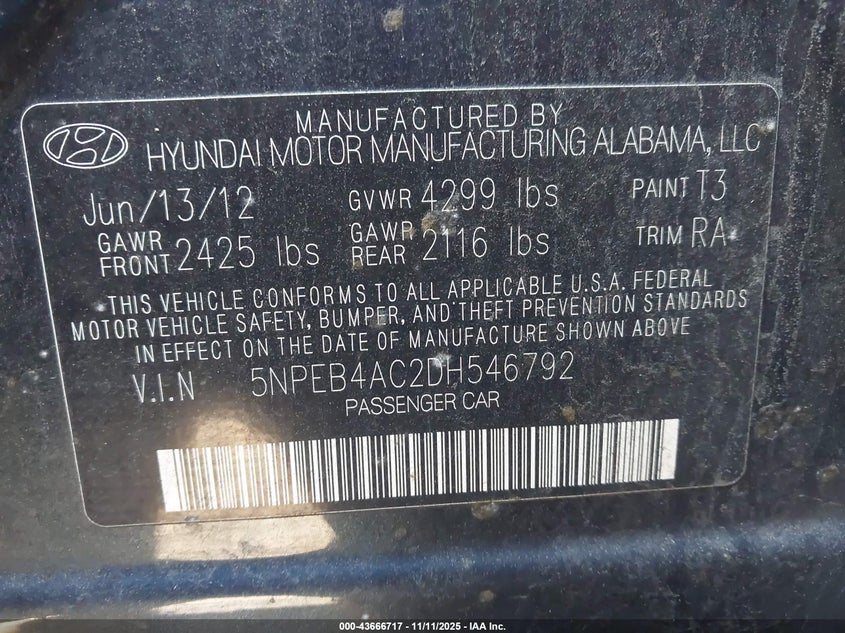 MANUFACTURED BY
HYUNDAI MOTOR MANUFACTURING ALABAMA, LLC
Jun/13/12 GVWR 4299 lbs PAINT T3
GAWR FRONT 2425 lbs GAWR REAR 2116 lbs TRIM RA
THIS VEHICLE CONFORMS TO ALL APPLICABLE U.S.A. FEDERAL
MOTOR VEHICLE SAFETY, BUMPER, AND THEFT PREVENTION STANDARDS
IN EFFECT ON THE DATE OF MANUFACTURE SHOWN ABOVE
V.I.N 5NPEB4AC2DH546792
PASSENGER CAR
000-43666717 - 11/11/2025 - IAA Inc.